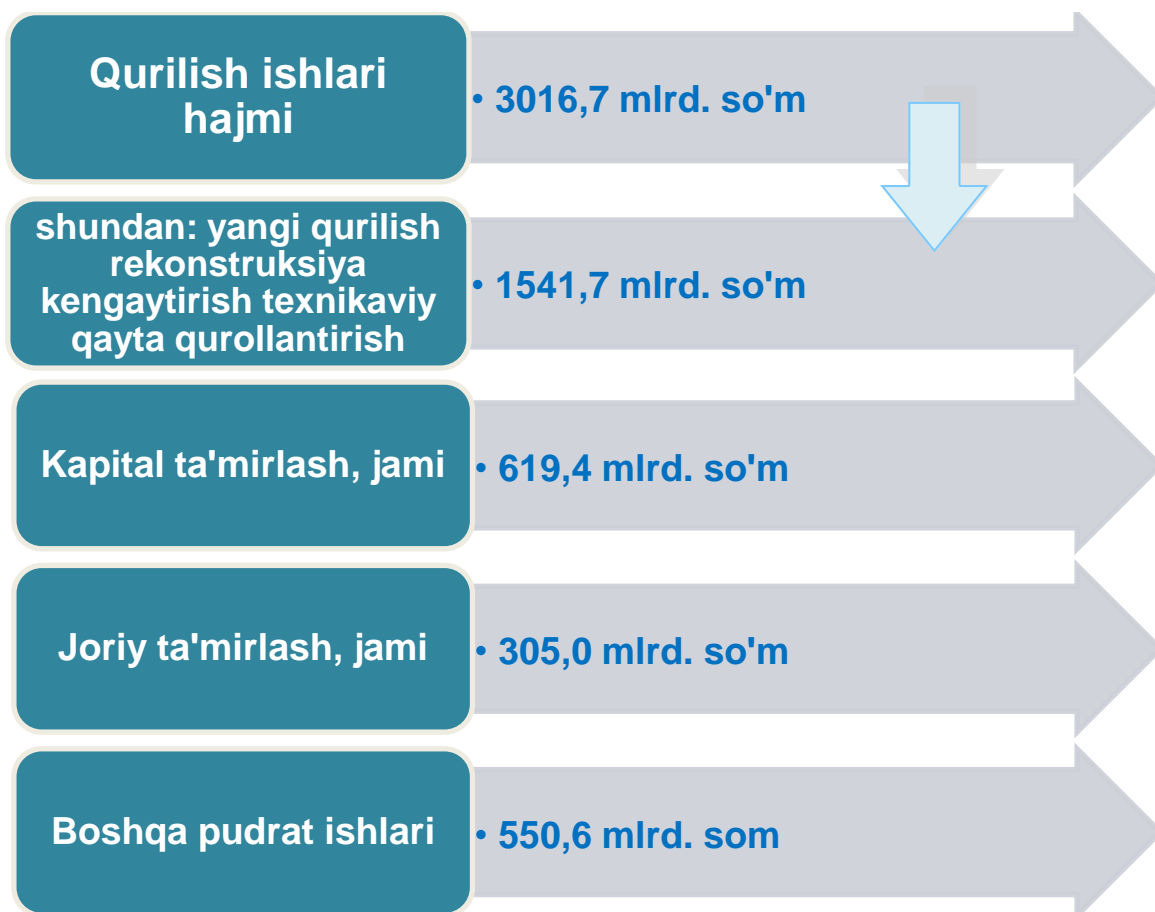 Qurilish ishlari
hajmi
• 3016,7 mlrd. so'm
shundan: yangi qurilish
rekonstruksiya
kengaytirish texnikaviy
qayta qurollantirish
• 1541,7 mlrd. so'm
Kapital ta'mirlash, jami
• 619,4 mlrd. so'm
Joriy ta'mirlash, jami
• 305,0 mlrd. so'm
Boshqa pudrat ishlari
• 550,6 mlrd. som